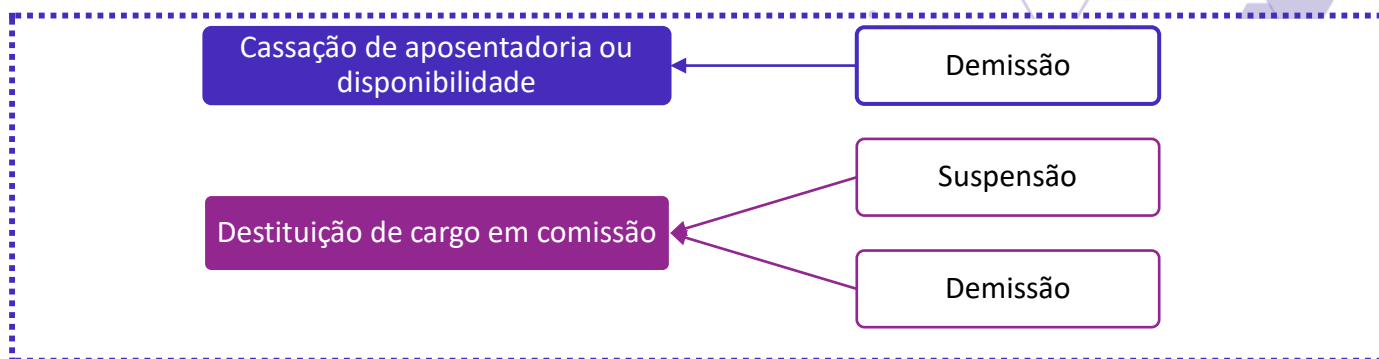 Cassação de aposentadoria ou
disponibilidade
Demissão
Suspensão
Destituição de cargo em comissão
Demissão